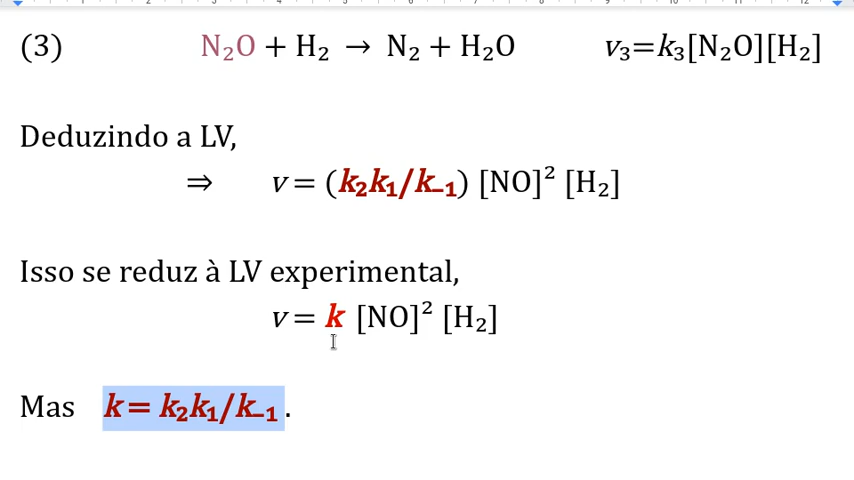 (3) N₂O + H₂ → N₂ + H₂O v₃=k₃[N₂O][H₂]
Deduzindo a LV,
⇒ v = (k₂k₁/k₋₁) [NO]² [H₂]
Isso se reduz à LV experimental,
v = k [NO]² [H₂]
Mas k = k₂k₁/k₋₁ .